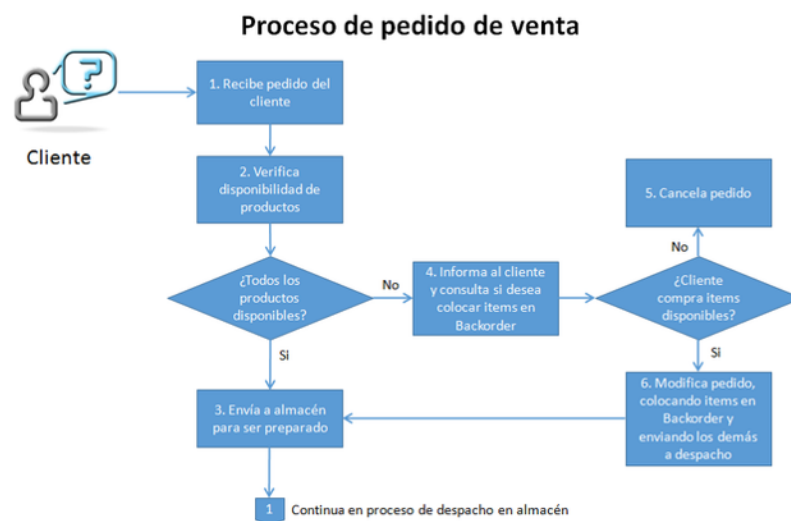 Proceso de pedido de venta
?
Cliente
1. Recibe pedido del
cliente
2. Verifica
disponibilidad de
productos
¿Todos los
productos
disponibles?
No
4. Informa al cliente
y consulta si desea
colocar items en
Backorder
¿Cliente
compra items
disponibles?
No
5. Cancela pedido
Si
6. Modifica pedido,
colocando items en
Backorder y
enviando los demás
a despacho
Si
3. Envía a almacén
para ser preparado
1 Continua en proceso de despacho en almacén